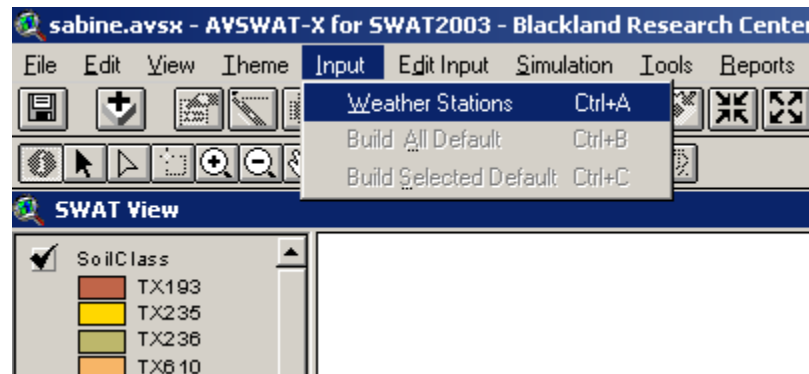 sabine.avsx - AVSWAT-X for SWAT2003 - Blackland Research Center
File Edit View Theme Input Edit Input Simulation Tools Reports
Weather Stations Ctrl+A
Build All Default Ctrl+B
Build Selected Default Ctrl+C
SWAT View
SoilClass
TX193
TX235
TX236
TX610